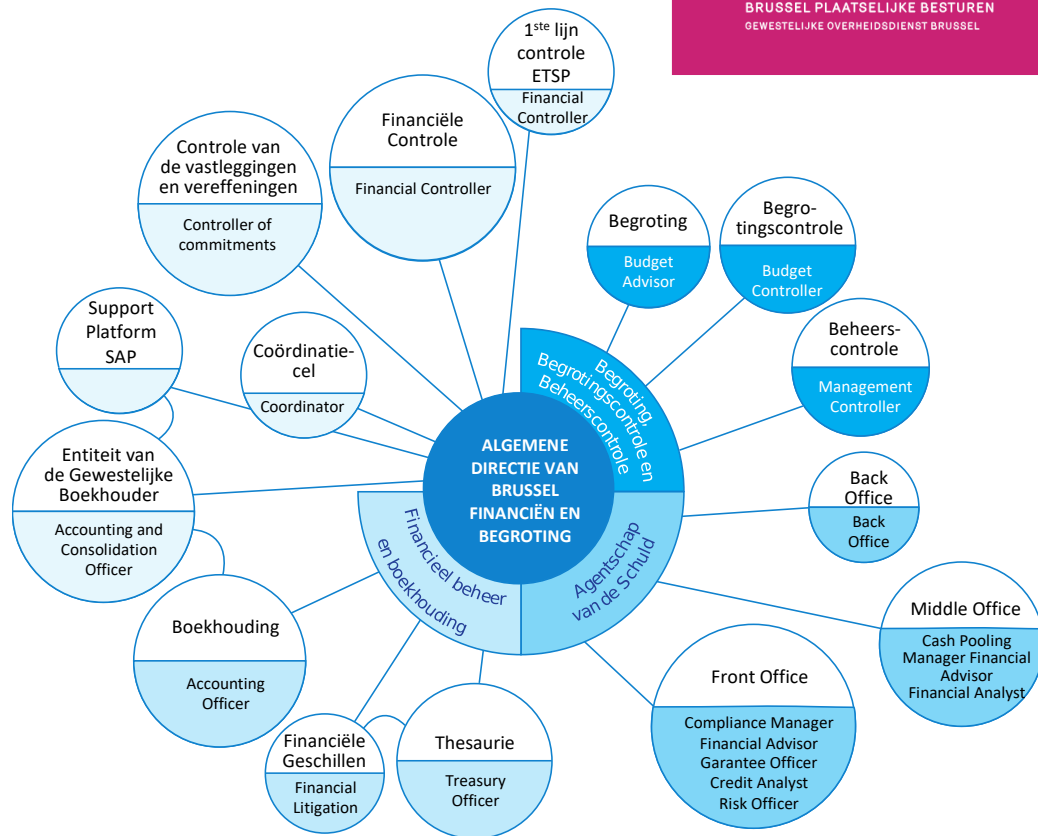 BRUSSEL PLAATSELIJKE BESTUREN
GEWESTELIJKE OVERHEIDSDIENST BRUSSEL
1ste lijn
controle
ETSP
Financial
Controller
Financiële
Controle
Financial Controller
Controle van
de vastleggingen
en vereffeningen
Controller of
commitments
Begroting
Budget
Advisor
Begro-
tingscontrole
Budget
Controller
Support
Platform
SAP
Coördinatie-
cel
Coordinator
Beheers-
controle
Management
Controller
Begroting,
Begrotingscontrole en
Beheerscontrole
ALGEMENE
DIRECTIE VAN
BRUSSEL
FINANCIËN EN
BEGROTING
Entiteit van
de Gewestelijke
Boekhouder
Accounting and
Consolidation
Officer
Back
Office
Back
Office
Financieel beheer
en boekhouding
Agentschap
van de Schuld
Boekhouding
Accounting
Officer
Middle Office
Cash Pooling
Manager Financial
Advisor
Financial Analyst
Front Office
Compliance Manager
Financial Advisor
Garantee Officer
Credit Analyst
Risk Officer
Financiële
Geschillen
Financial
Litigation
Thesaurie
Treasury
Officer